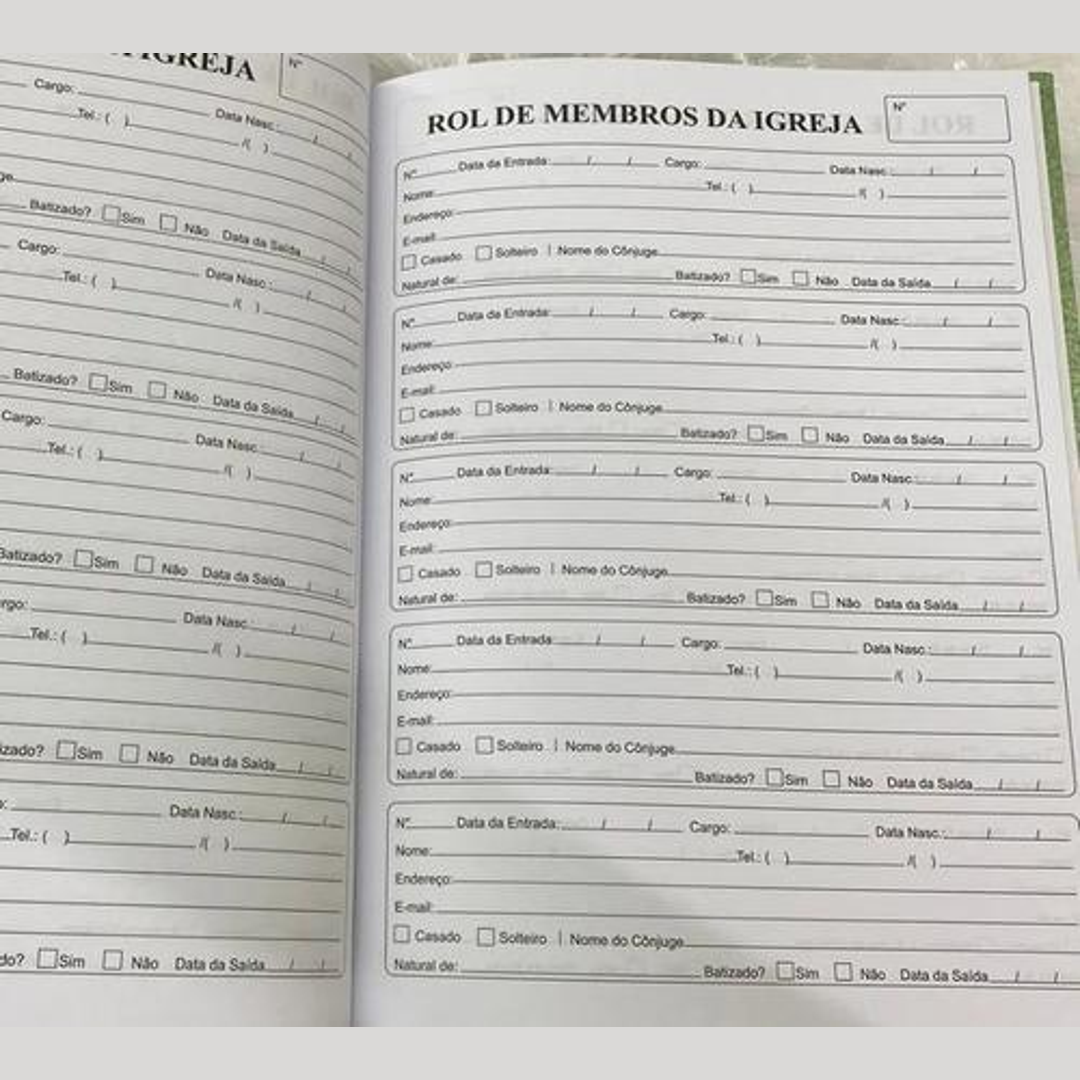 IGREJA
Nº
Cargo: Data Nasc.: / /
Tel.: ( ) /( )
Batizado? Sim Não Data da Saída / /
Cargo: Data Nasc.: / /
Tel.: ( ) /( )
Batizado? Sim Não Data da Saída / /
Cargo: Data Nasc.: / /
Tel.: ( ) /( )
Batizado? Sim Não Data da Saída / /
rgo: Data Nasc.: / /
Tel.: ( ) /( )
izado? Sim Não Data da Saída / /
o: Data Nasc.: / /
Tel.: ( ) /( )
do? Sim Não Data da Saída / /
ROL DE MEMBROS DA IGREJA
Nº
Nº Data da Entrada: / / Cargo: Data Nasc.: / /
Nome: Tel.: ( ) /( )
Endereço:
E-mail:
Casado Solteiro | Nome do Cônjuge
Natural de: Batizado? Sim Não Data da Saída / /
Nº Data da Entrada: / / Cargo: Data Nasc.: / /
Nome: Tel.: ( ) /( )
Endereço:
E-mail:
Casado Solteiro | Nome do Cônjuge
Natural de: Batizado? Sim Não Data da Saída / /
Nº Data da Entrada: / / Cargo: Data Nasc.: / /
Nome: Tel.: ( ) /( )
Endereço:
E-mail:
Casado Solteiro | Nome do Cônjuge
Natural de: Batizado? Sim Não Data da Saída / /
Nº Data da Entrada: / / Cargo: Data Nasc.: / /
Nome: Tel.: ( ) /( )
Endereço:
E-mail:
Casado Solteiro | Nome do Cônjuge
Natural de: Batizado? Sim Não Data da Saída / /
Nº Data da Entrada: / / Cargo: Data Nasc.: / /
Nome: Tel.: ( ) /( )
Endereço:
E-mail:
Casado Solteiro | Nome do Cônjuge
Natural de: Batizado? Sim Não Data da Saída / /